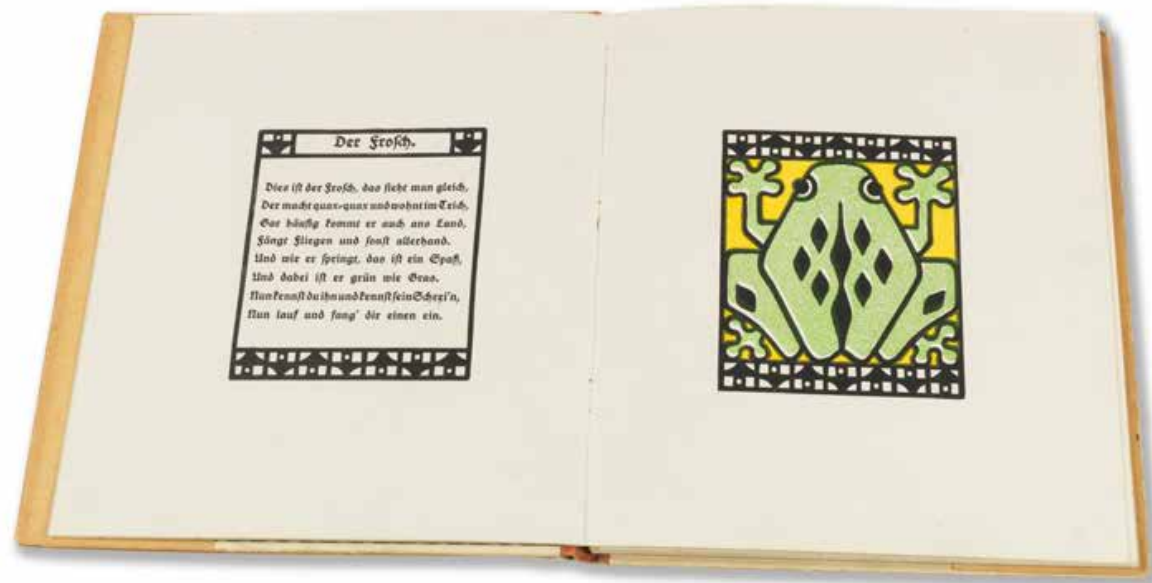 Der Frosch.
Dies ist der Frosch, das sieht man gleich,
Der macht quax-quax und wohnt im Teich,
Gar häufig kommt er auch ans Land,
Fängt Fliegen und sonst allerhand.
Und wie er springt, das ist ein Spaß,
Und dabei ist er grün wie Gras.
Nun kennst du ihn und kennst sein Schrei'n,
Nun lauf und fang' dir einen ein.